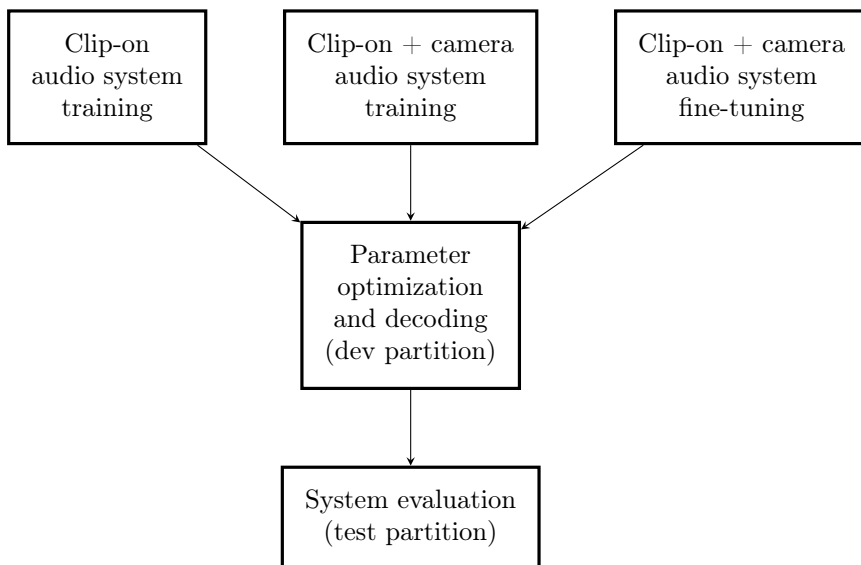 Clip-on
audio system
training
Clip-on + camera
audio system
training
Clip-on + camera
audio system
fine-tuning
Parameter
optimization
and decoding
(dev partition)
System evaluation
(test partition)